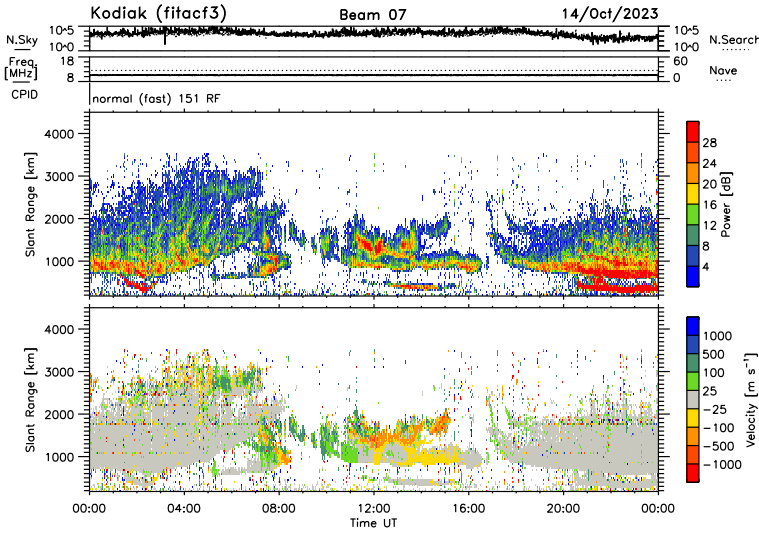 Kodiak (fitacf3) Beam 07 14/Oct/2023
N.Sky 10^5 10^0 10^5 10^0 N.Search
Freq. [MHz] 18 8 60 0 Nave
CPID normal (fast) 151 RF
Slant Range [km] 4000 3000 2000 1000
28 24 20 16 12 8 4 Power [dB]
Slant Range [km] 4000 3000 2000 1000
1000 500 100 25 −25 −100 −500 −1000 Velocity [m s⁻¹]
00:00 04:00 08:00 12:00 16:00 20:00 00:00
Time UT